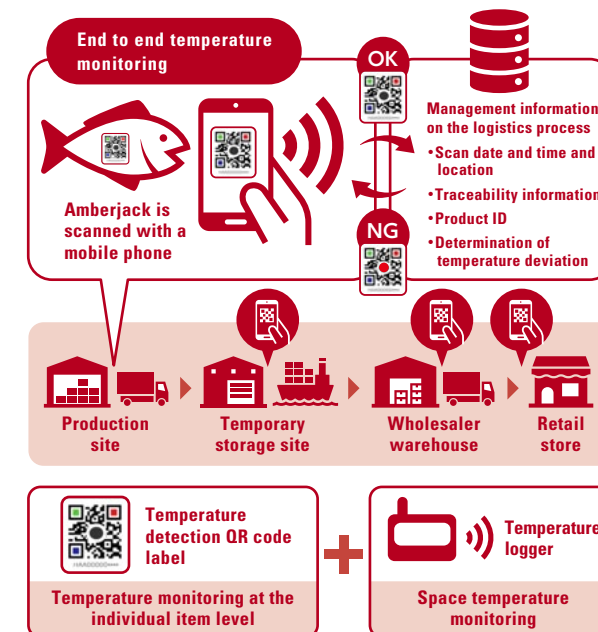 End to end temperature
monitoring
OK
Amberjack is
scanned with a
mobile phone
NG
Management information
on the logistics process
•Scan date and time and
location
•Traceability information
•Product ID
•Determination of
temperature deviation
Production
site
Temporary
storage site
Wholesaler
warehouse
Retail
store
Temperature
detection QR code
label
Temperature monitoring at the
individual item level
Temperature
logger
Space temperature
monitoring